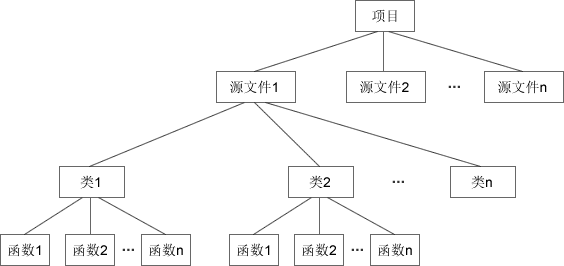 项目
源文件1 源文件2 ... 源文件n
类1 类2 ... 类n
函数1 函数2 ... 函数n 函数1 函数2 ... 函数n